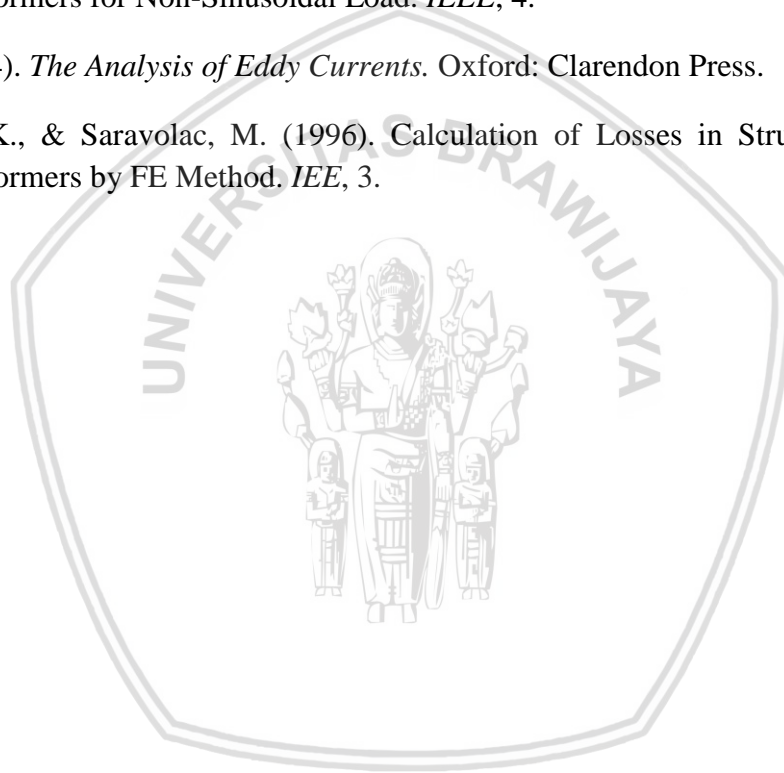 ormers for Non-Sinusoidal Load. IEEE, 4.
4). The Analysis of Eddy Currents. Oxford: Clarendon Press.
K., & Saravolac, M. (1996). Calculation of Losses in Stru
ormers by FE Method. IEE, 3.
UNIVERSITAS BRAWIJAYA